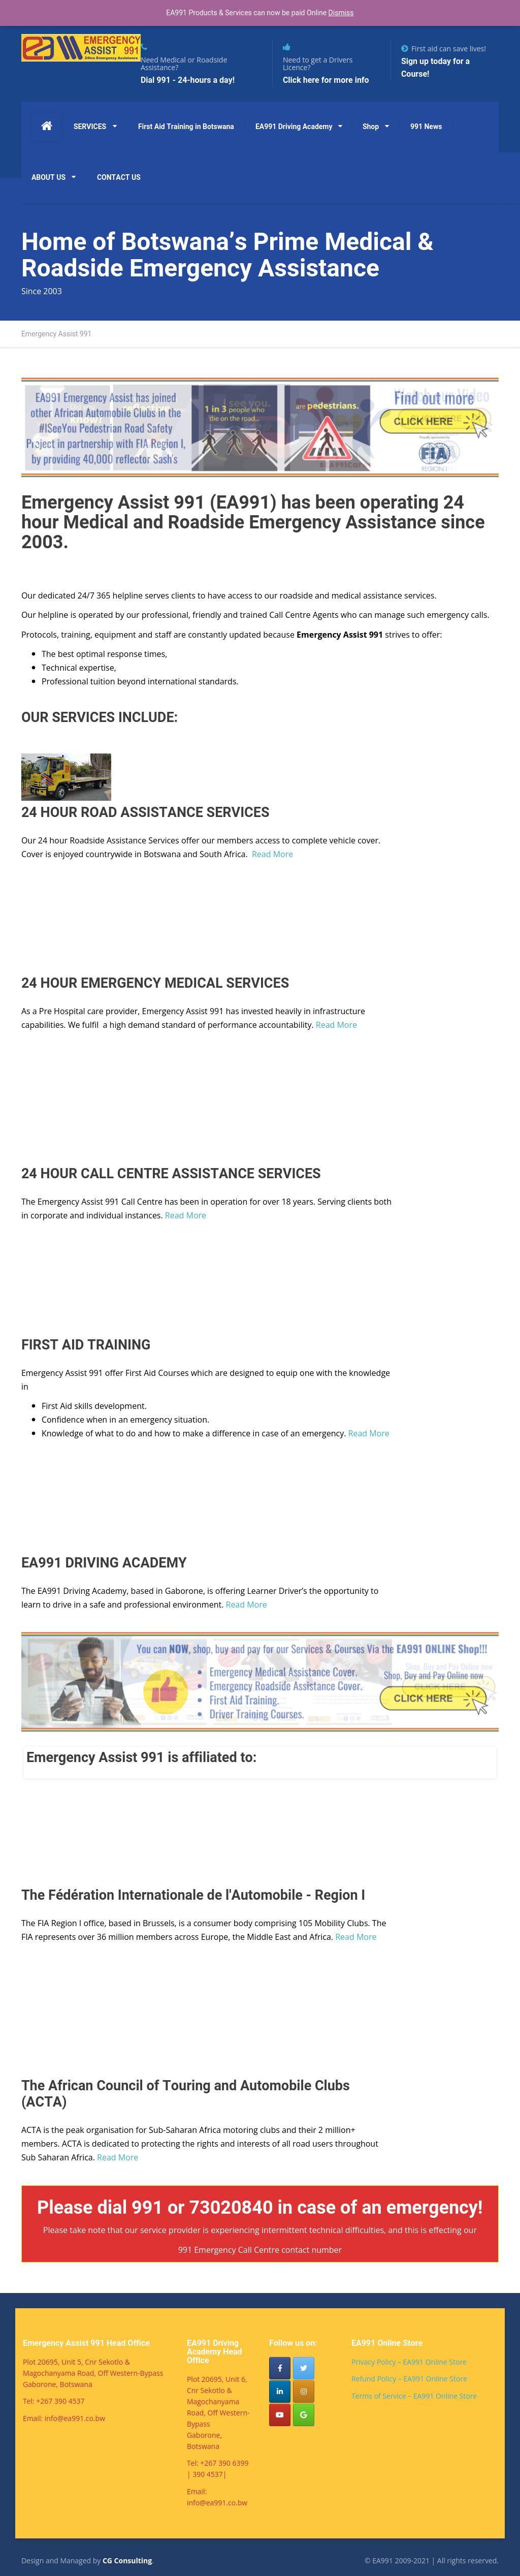 EA991 Products & Services can now be paid Online Dismiss
EMERGENCY
ASSIST 991
Need Medical or Roadside
Assistance?
Dial 991 - 24-hours a day!
Need to get a Drivers
Licence?
Click here for more info
First aid can save lives!
Sign up today for a
Course!
SERVICES
First Aid Training in Botswana
EA991 Driving Academy
Shop
991 News
ABOUT US
CONTACT US
Home of Botswana’s Prime Medical &
Roadside Emergency Assistance
Since 2003
Emergency Assist 991
EA991 Emergency Assist has joined
other African Automobile Clubs in the
#ISeeYou Pedestrian Road Safety
Project in partnership with FIA Region I,
by providing 40,000 reflector Sash's
1 in 3 people who die on the road...
are pedestrians.
Find out more
CLICK HERE
FiA
REGION I
Emergency Assist 991 (EA991) has been operating 24
hour Medical and Roadside Emergency Assistance since
2003.
Our dedicated 24/7 365 helpline serves clients to have access to our roadside and medical assistance services.
Our helpline is operated by our professional, friendly and trained Call Centre Agents who can manage such emergency calls.
Protocols, training, equipment and staff are constantly updated because Emergency Assist 991 strives to offer:
The best optimal response times,
Technical expertise,
Professional tuition beyond international standards.
OUR SERVICES INCLUDE:
24 HOUR ROAD ASSISTANCE SERVICES
Our 24 hour Roadside Assistance Services offer our members access to complete vehicle cover.
Cover is enjoyed countrywide in Botswana and South Africa. Read More
24 HOUR EMERGENCY MEDICAL SERVICES
As a Pre Hospital care provider, Emergency Assist 991 has invested heavily in infrastructure
capabilities. We fulfil a high demand standard of performance accountability. Read More
24 HOUR CALL CENTRE ASSISTANCE SERVICES
The Emergency Assist 991 Call Centre has been in operation for over 18 years. Serving clients both
in corporate and individual instances. Read More
FIRST AID TRAINING
Emergency Assist 991 offer First Aid Courses which are designed to equip one with the knowledge
in
First Aid skills development.
Confidence when in an emergency situation.
Knowledge of what to do and how to make a difference in case of an emergency. Read More
EA991 DRIVING ACADEMY
The EA991 Driving Academy, based in Gaborone, is offering Learner Driver’s the opportunity to
learn to drive in a safe and professional environment. Read More
You can NOW, shop, buy and pay for our Services & Courses Via the EA991 ONLINE Shop!!!
Emergency Medical Assistance Cover.
Emergency Roadside Assistance Cover.
First Aid Training.
Driver Training Courses.
Shop, Buy and Pay Online now
CLICK HERE
Emergency Assist 991 is affiliated to:
The Fédération Internationale de l'Automobile - Region I
The FIA Region I office, based in Brussels, is a consumer body comprising 105 Mobility Clubs. The
FIA represents over 36 million members across Europe, the Middle East and Africa. Read More
The African Council of Touring and Automobile Clubs
(ACTA)
ACTA is the peak organisation for Sub-Saharan Africa motoring clubs and their 2 million+
members. ACTA is dedicated to protecting the rights and interests of all road users throughout
Sub Saharan Africa. Read More
Please dial 991 or 73020840 in case of an emergency!
Please take note that our service provider is experiencing intermittent technical difficulties, and this is effecting our
991 Emergency Call Centre contact number
Emergency Assist 991 Head Office
Plot 20695, Unit 5, Cnr Sekotlo &
Magochanyama Road, Off Western-Bypass
Gaborone, Botswana
Tel: +267 390 4537
Email: info@ea991.co.bw
EA991 Driving
Academy Head
Office
Plot 20695, Unit 6,
Cnr Sekotlo &
Magochanyama
Road, Off Western-
Bypass
Gaborone,
Botswana
Tel: +267 390 6399
| 390 4537|
Email:
info@ea991.co.bw
Follow us on:
EA991 Online Store
Privacy Policy – EA991 Online Store
Refund Policy – EA991 Online Store
Terms of Service – EA991 Online Store
Design and Managed by CG Consulting.
© EA991 2009-2021 | All rights reserved.